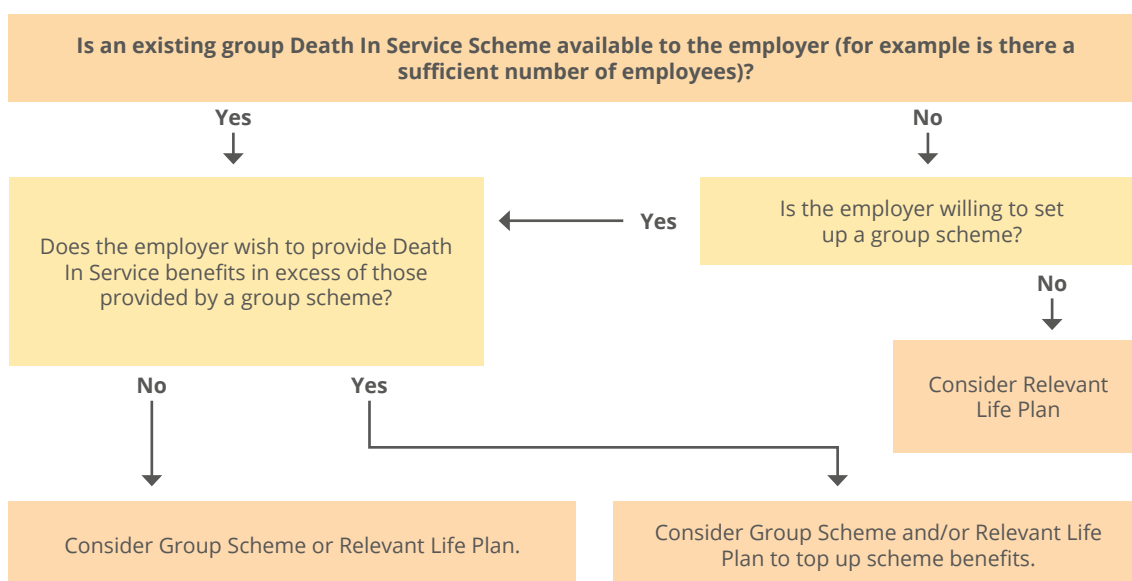 Is an existing group Death In Service Scheme available to the employer (for example is there a
sufficient number of employees)?
Yes
No
Does the employer wish to provide Death
In Service benefits in excess of those
provided by a group scheme?
Yes
Is the employer willing to set
up a group scheme?
No
Consider Relevant
Life Plan
No
Yes
Consider Group Scheme or Relevant Life Plan.
Consider Group Scheme and/or Relevant Life
Plan to top up scheme benefits.